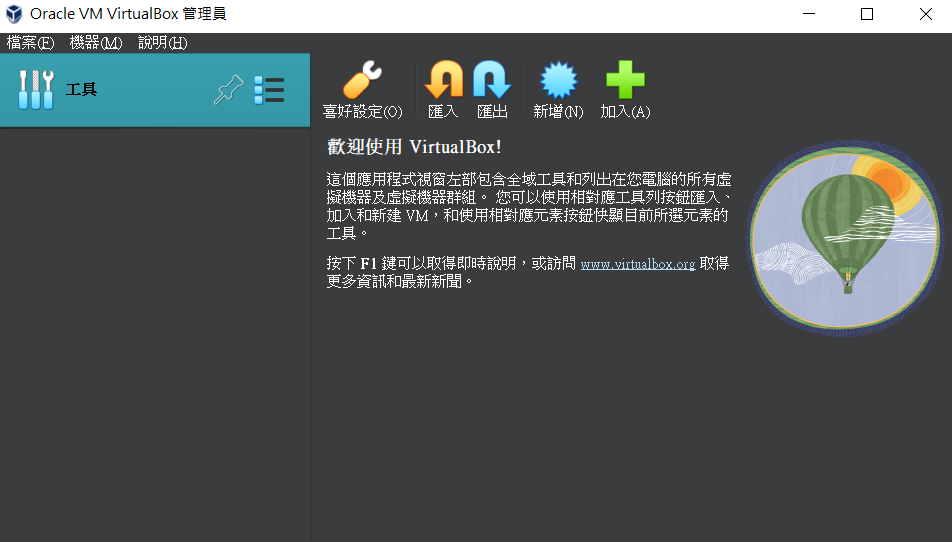 Oracle VM VirtualBox 管理員
檔案(F) 機器(M) 說明(H)
工具
喜好設定(O) 匯入 匯出 新增(N) 加入(A)
歡迎使用 VirtualBox!
這個應用程式視窗左部包含全域工具和列出在您電腦的所有虛
擬機器及虛擬機器群組。 您可以使用相對應工具列按鈕匯入、
加入和新建 VM，和使用相對應元素按鈕快顯目前所選元素的
工具。
按下 F1 鍵可以取得即時說明，或訪問 www.virtualbox.org 取得
更多資訊和最新新聞。